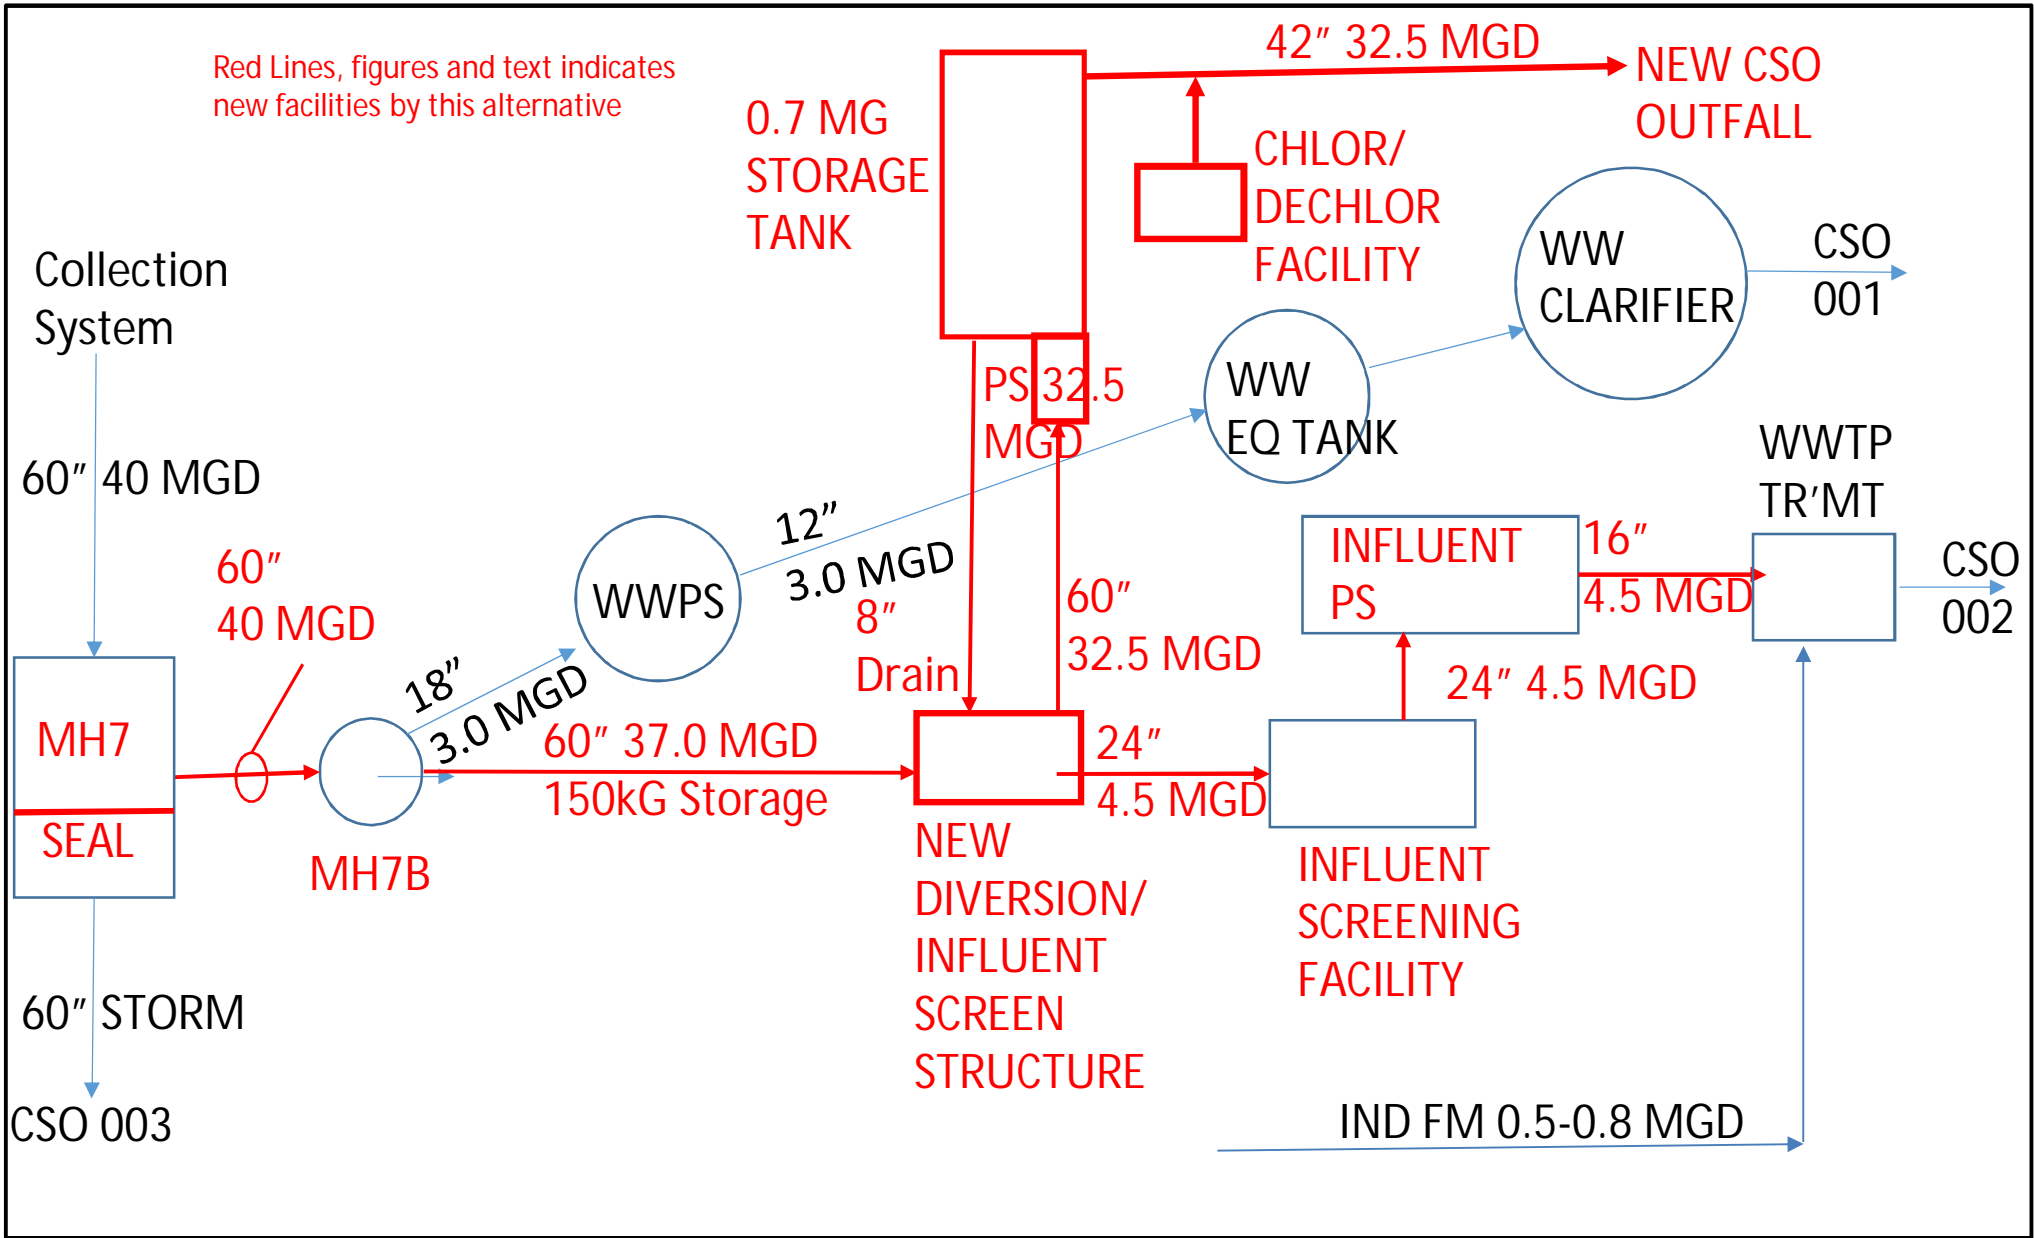 Red Lines, figures and text indicates
new facilities by this alternative
42" 32.5 MGD
NEW CSO
OUTFALL
0.7 MG
STORAGE
TANK
CHLOR/
DECHLOR
FACILITY
WW
CLARIFIER
CSO
001
Collection
System
PS 32.5
MGD
WW
EQ TANK
60" 40 MGD
WWTP
TR'MT
12"
3.0 MGD
60"
40 MGD
WWPS
8"
Drain
60"
32.5 MGD
INFLUENT
PS
16"
4.5 MGD
CSO
002
18"
3.0 MGD
24" 4.5 MGD
MH7
SEAL
MH7B
60" 37.0 MGD
150kG Storage
24"
4.5 MGD
NEW
DIVERSION/
INFLUENT
SCREEN
STRUCTURE
INFLUENT
SCREENING
FACILITY
60" STORM
CSO 003
IND FM 0.5-0.8 MGD